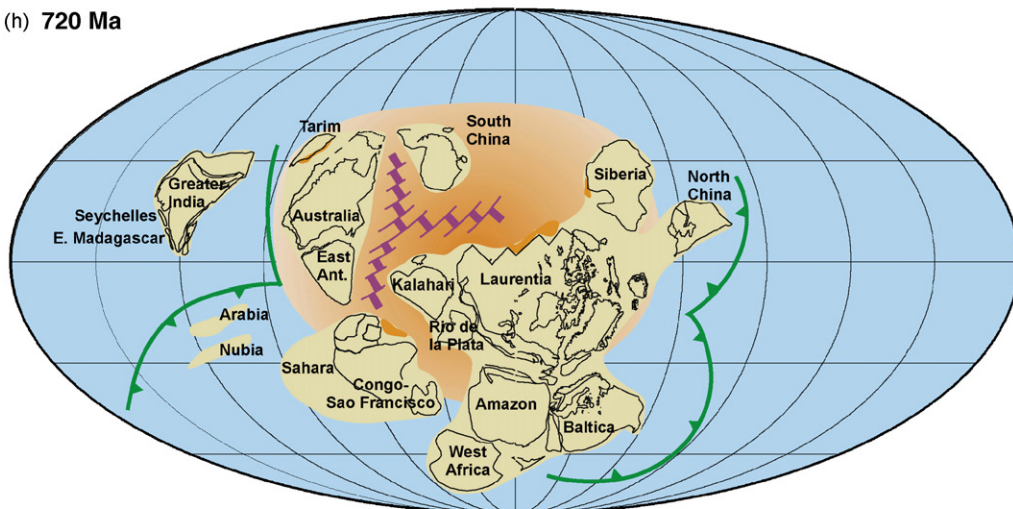 (h) 720 Ma
Tarim
South
China
Siberia
North
China
Greater
India
Seychelles
E. Madagascar
Australia
East
Ant.
Kalahari
Laurentia
Arabia
Rio de
la Plata
Nubia
Sahara
Congo-
Sao Francisco
Amazon
Baltica
West
Africa